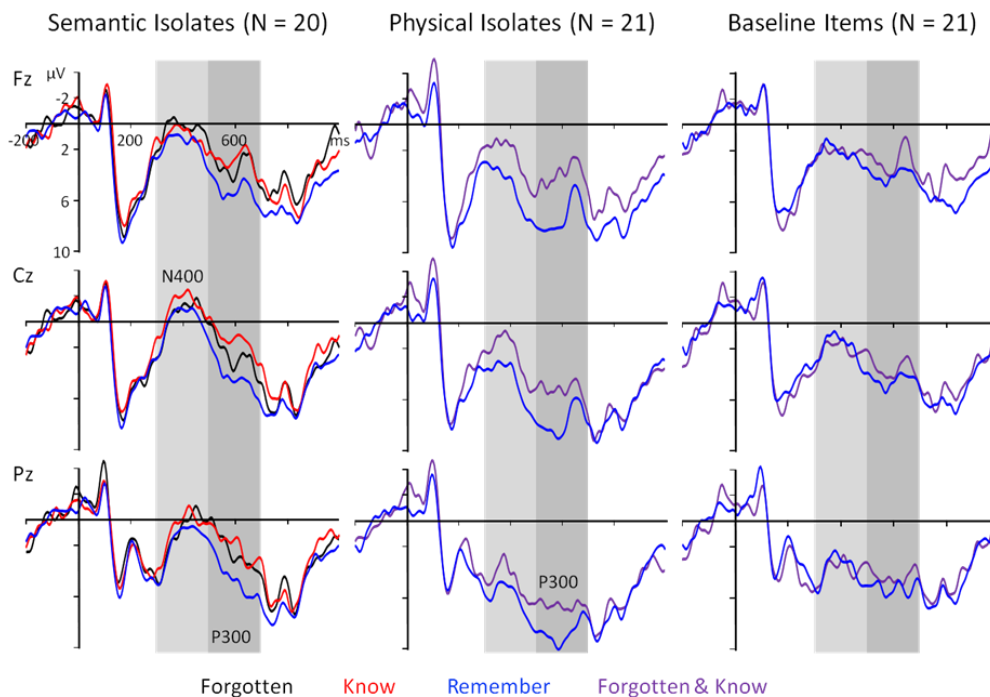 Semantic Isolates (N = 20)
Physical Isolates (N = 21)
Baseline Items (N = 21)
Fz
μV
-2
-200
200
600
ms
2
6
10
Cz
N400
Pz
P300
P300
Forgotten
Know
Remember
Forgotten & Know